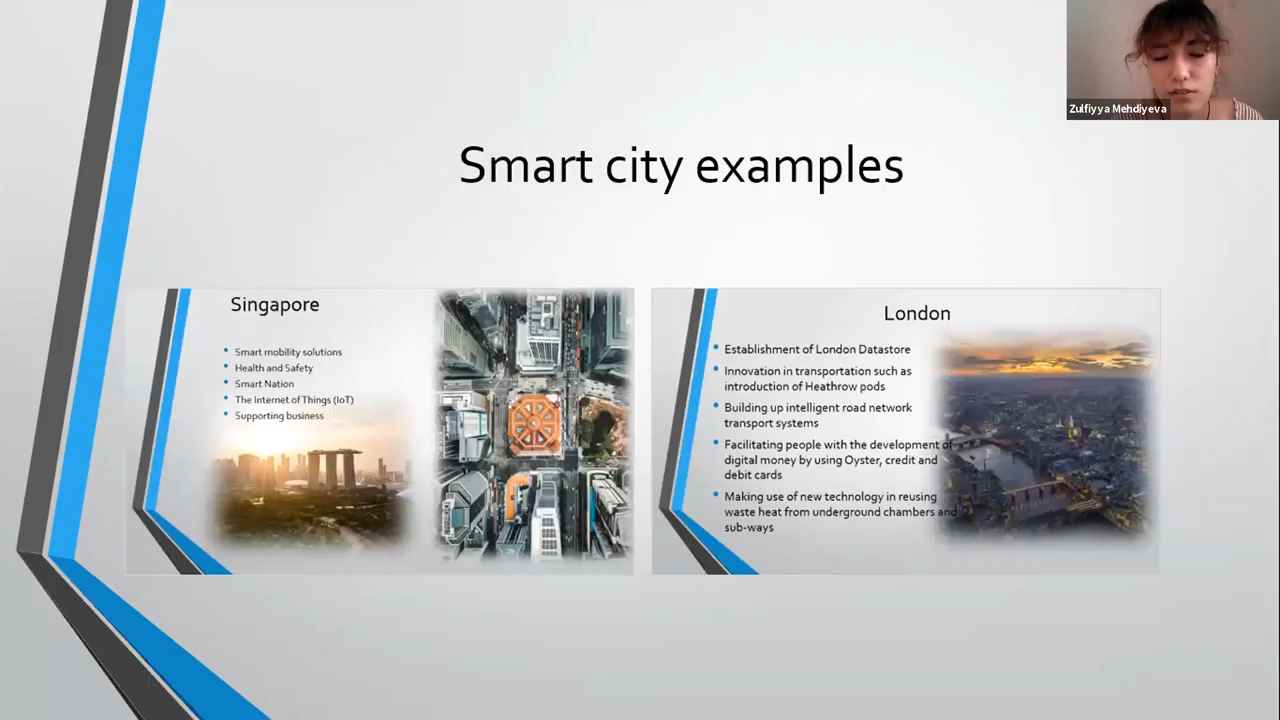 Zulfiyya Mehdiyeva
Smart city examples
Singapore
Smart mobility solutions
Health and Safety
Smart Nation
The Internet of Things (IoT)
Supporting business
London
Establishment of London Datastore
Innovation in transportation such as
introduction of Heathrow pods
Building up intelligent road network
transport systems
Facilitating people with the development of
digital money by using Oyster, credit and
debit cards
Making use of new technology in reusing
waste heat from underground chambers and
sub-ways